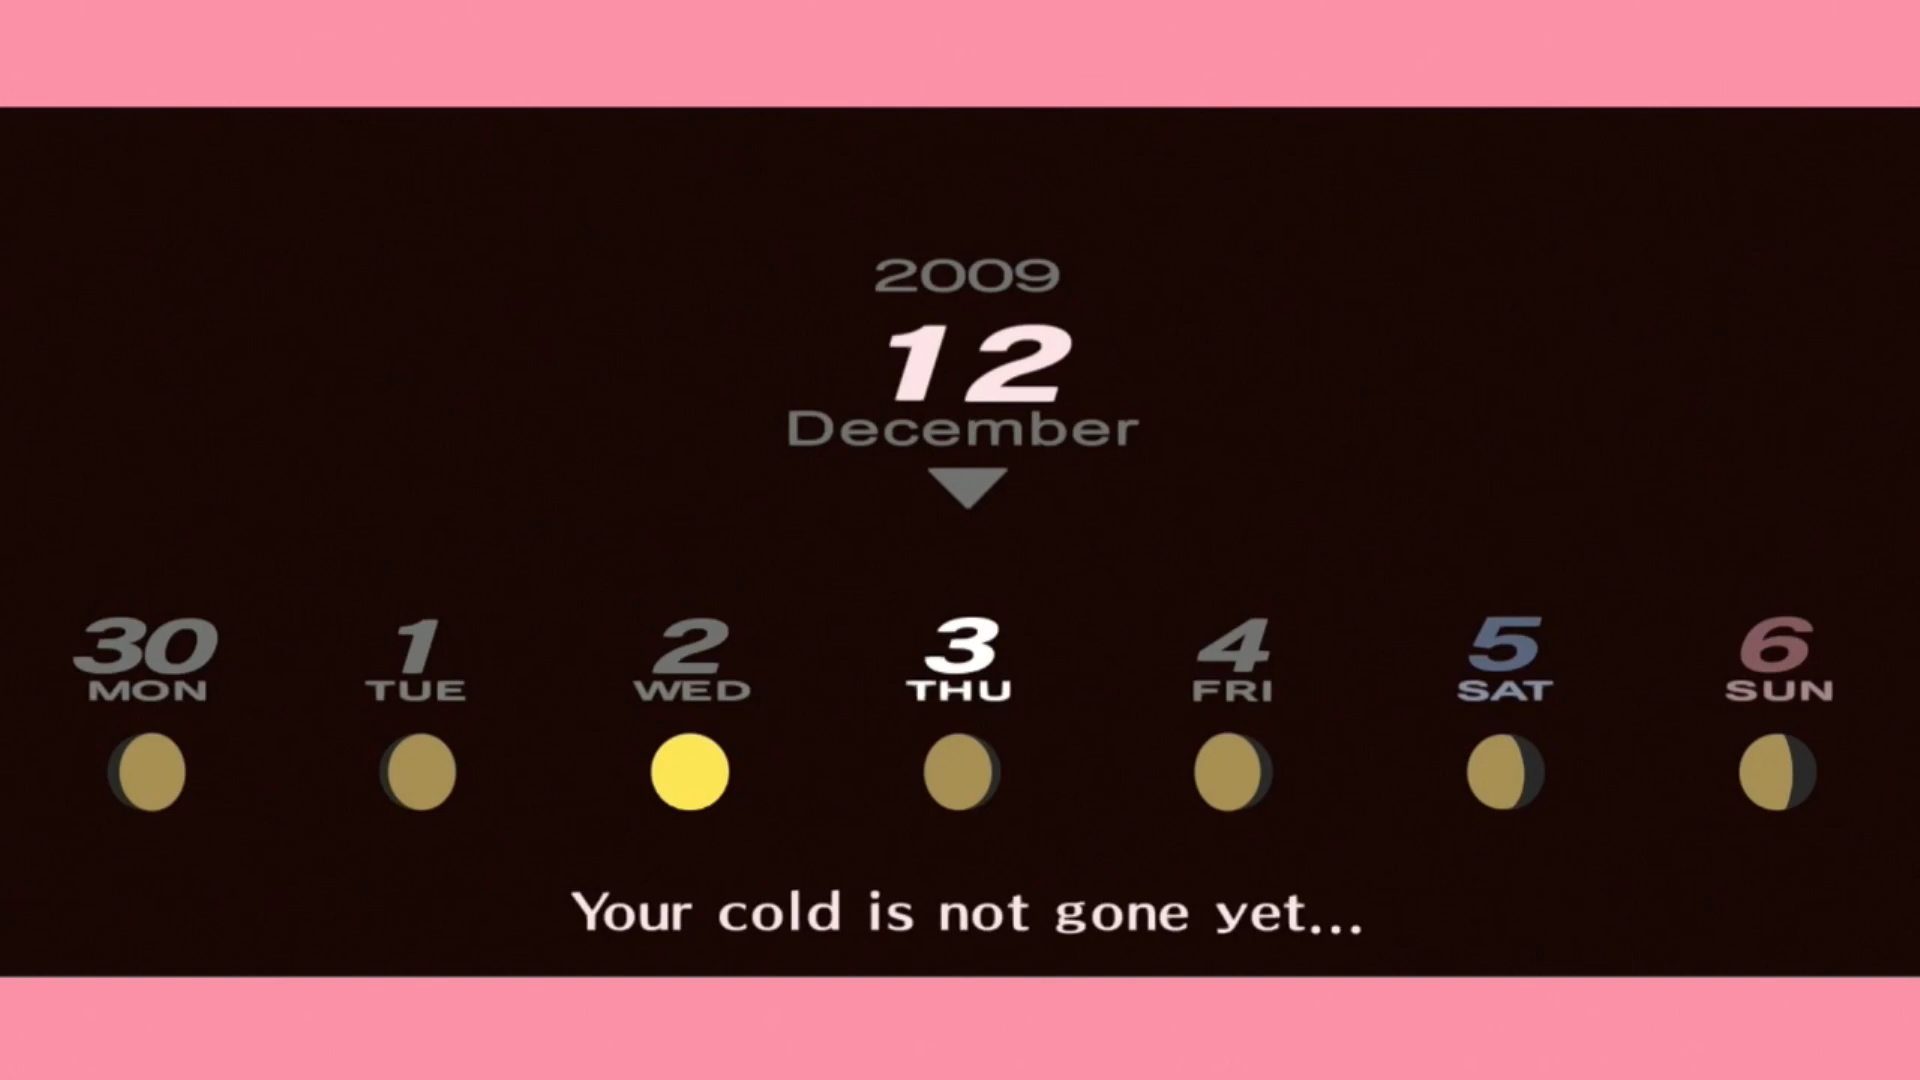 2009
12
December
30 1 2 3 4 5 6
MON TUE WED THU FRI SAT SUN
Your cold is not gone yet...